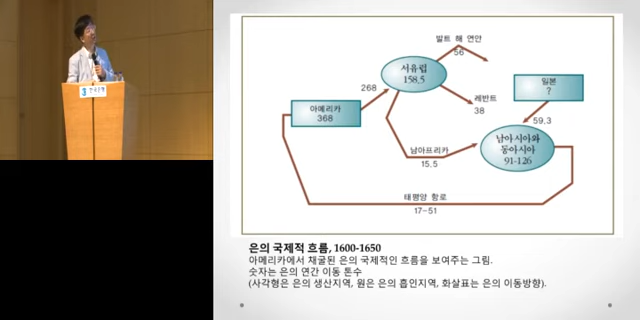 발트 해 연안
56
서유럽
158.5
268
일본
?
아메리카
368
레반트
38
59.3
남아시아와
동아시아
91-126
남아프리카
15.5
태평양 항로
17-51
은의 국제적 흐름, 1600-1650
아메리카에서 채굴된 은의 국제적인 흐름을 보여주는 그림.
숫자는 은의 연간 이동 톤수
(사각형은 은의 생산지역, 원은 은의 흡인지역, 화살표는 은의 이동방향).